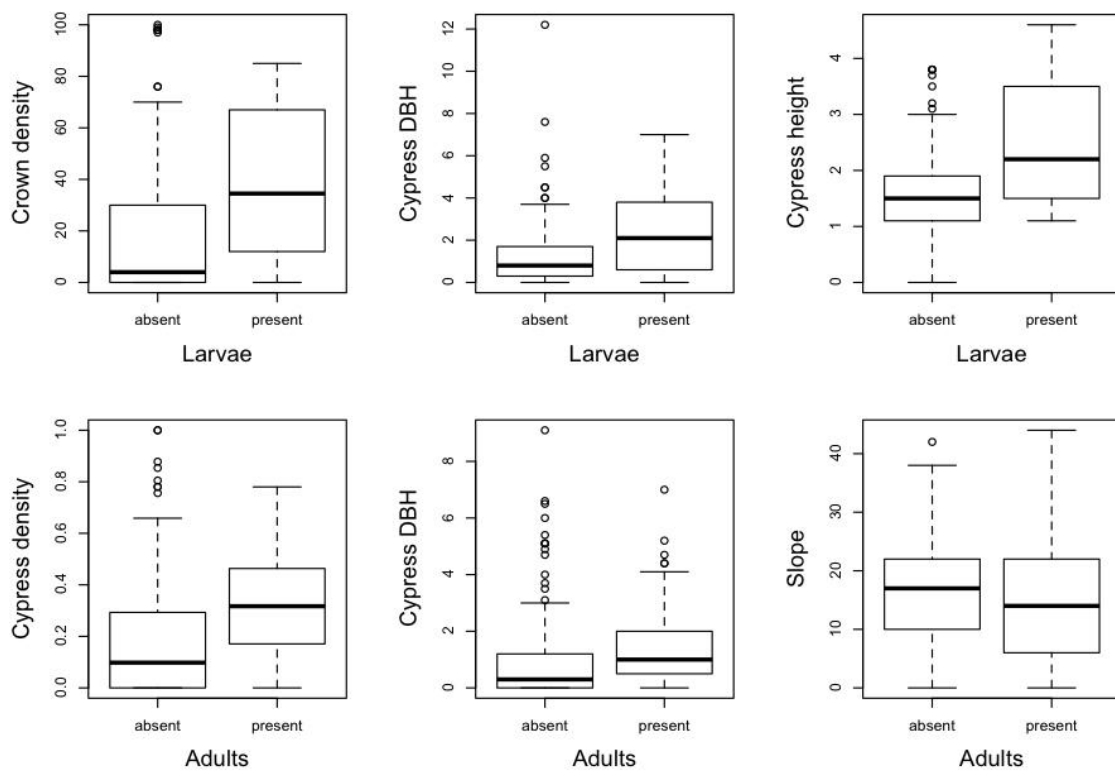 Crown density
0 20 40 60 80 100
absent present
Larvae
Cypress DBH
0 2 4 6 8 10 12
absent present
Larvae
Cypress height
0 1 2 3 4
absent present
Larvae
Cypress density
0.0 0.2 0.4 0.6 0.8 1.0
absent present
Adults
Cypress DBH
0 2 4 6 8
absent present
Adults
Slope
0 10 20 30 40
absent present
Adults